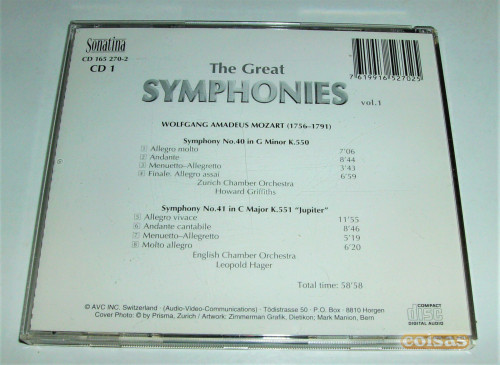 Sonatina
CD 165 270-2
CD 1
7619916527025
The Great
SYMPHONIES
vol.1
WOLFGANG AMADEUS MOZART (1756–1791)
Symphony No.40 in G Minor K.550
1 Allegro molto 7'06
2 Andante 8'44
3 Menuetto–Allegretto 3'43
4 Finale. Allegro assai 6'59
Zurich Chamber Orchestra
Howard Griffiths
Symphony No.41 in C Major K.551 "Jupiter"
5 Allegro vivace 11'55
6 Andante cantabile 8'46
7 Menuetto–Allegretto 5'19
8 Molto allegro 6'20
English Chamber Orchestra
Leopold Hager
Total time: 58'58
© AVC INC. Switzerland · (Audio-Video-Communications) · Tödistrasse 50 · P.O. Box · 8810 Horgen
Cover Photo: © by Prisma, Zurich / Artwork: Zimmerman Grafik, Dietikon; Mark Manion, Bern
COMPACT
disc
DIGITAL AUDIO
coisas